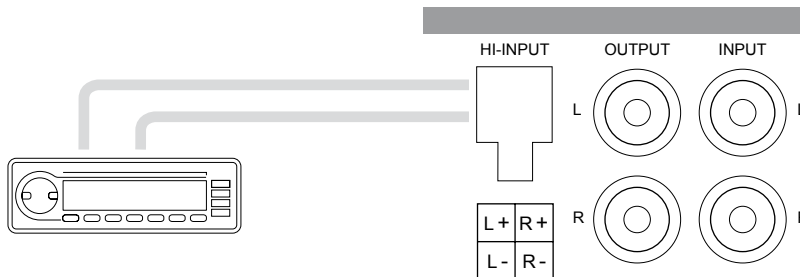 HI-INPUT OUTPUT INPUT
L
R
L+ R+
L- R-